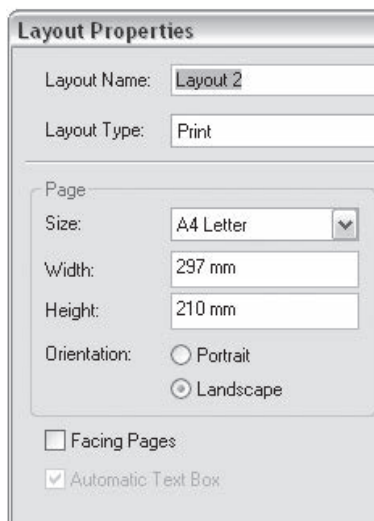 Layout Properties
Layout Name: Layout 2
Layout Type: Print
Page
Size: A4 Letter
Width: 297 mm
Height: 210 mm
Orientation: Portrait
Landscape
Facing Pages
Automatic Text Box